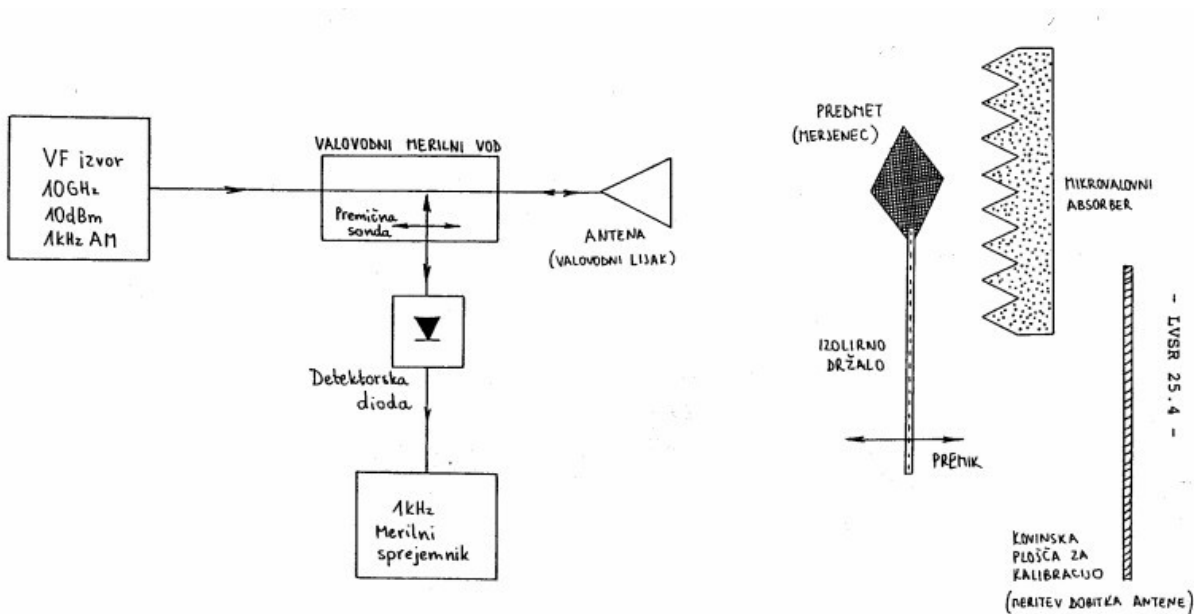 VF izvor
10GHz
10dBm
1kHz AM
VALOVODNI MERILNI VOD
Premična
sonda
ANTENA
(VALOVODNI LIJAK)
Detektorska
dioda
1kHz
Merilni
sprejemnik
PREDMET
(MERJENEC)
MIKROVALOVNI
ABSORBER
IZOLIRNO
DRŽALO
PREMIK
KOVINSKA
PLOŠČA ZA
KALIBRACIJO
(MERITEV DOBITKA ANTENE)
- LVSR 25.4 -